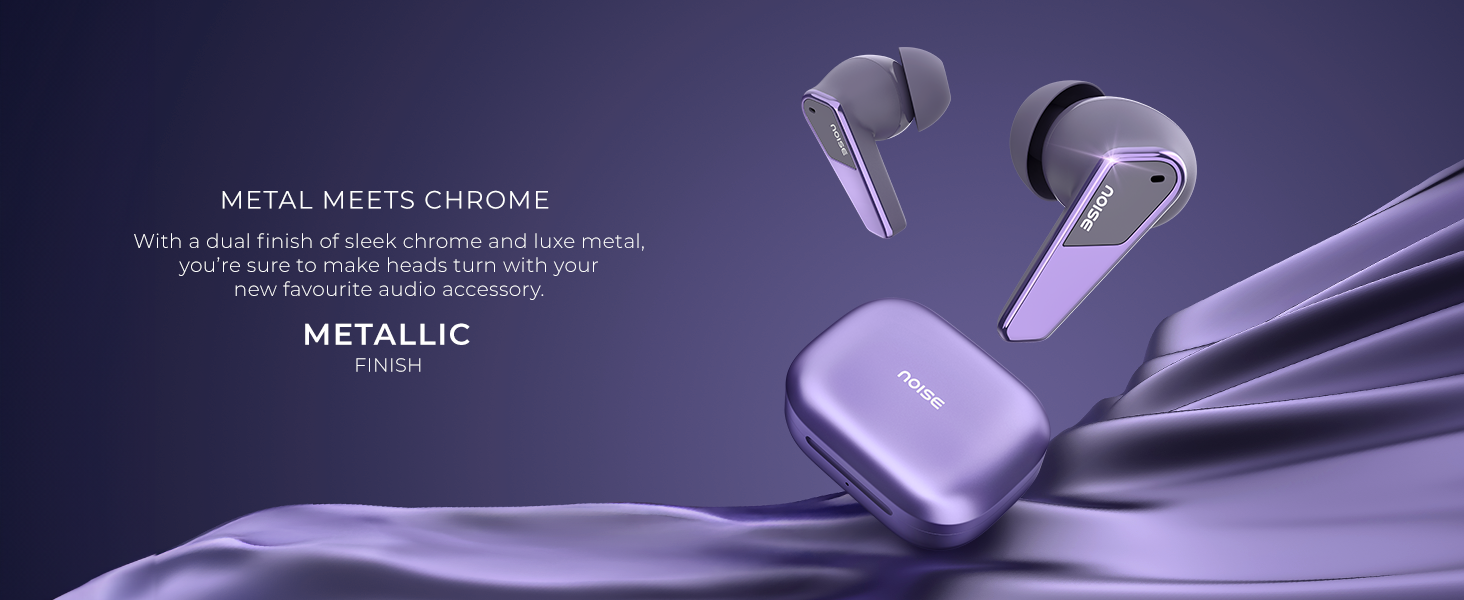 METAL MEETS CHROME
With a dual finish of sleek chrome and luxe metal,
you're sure to make heads turn with your
new favourite audio accessory.
METALLIC
FINISH
NOISE
NOISE
NOISE